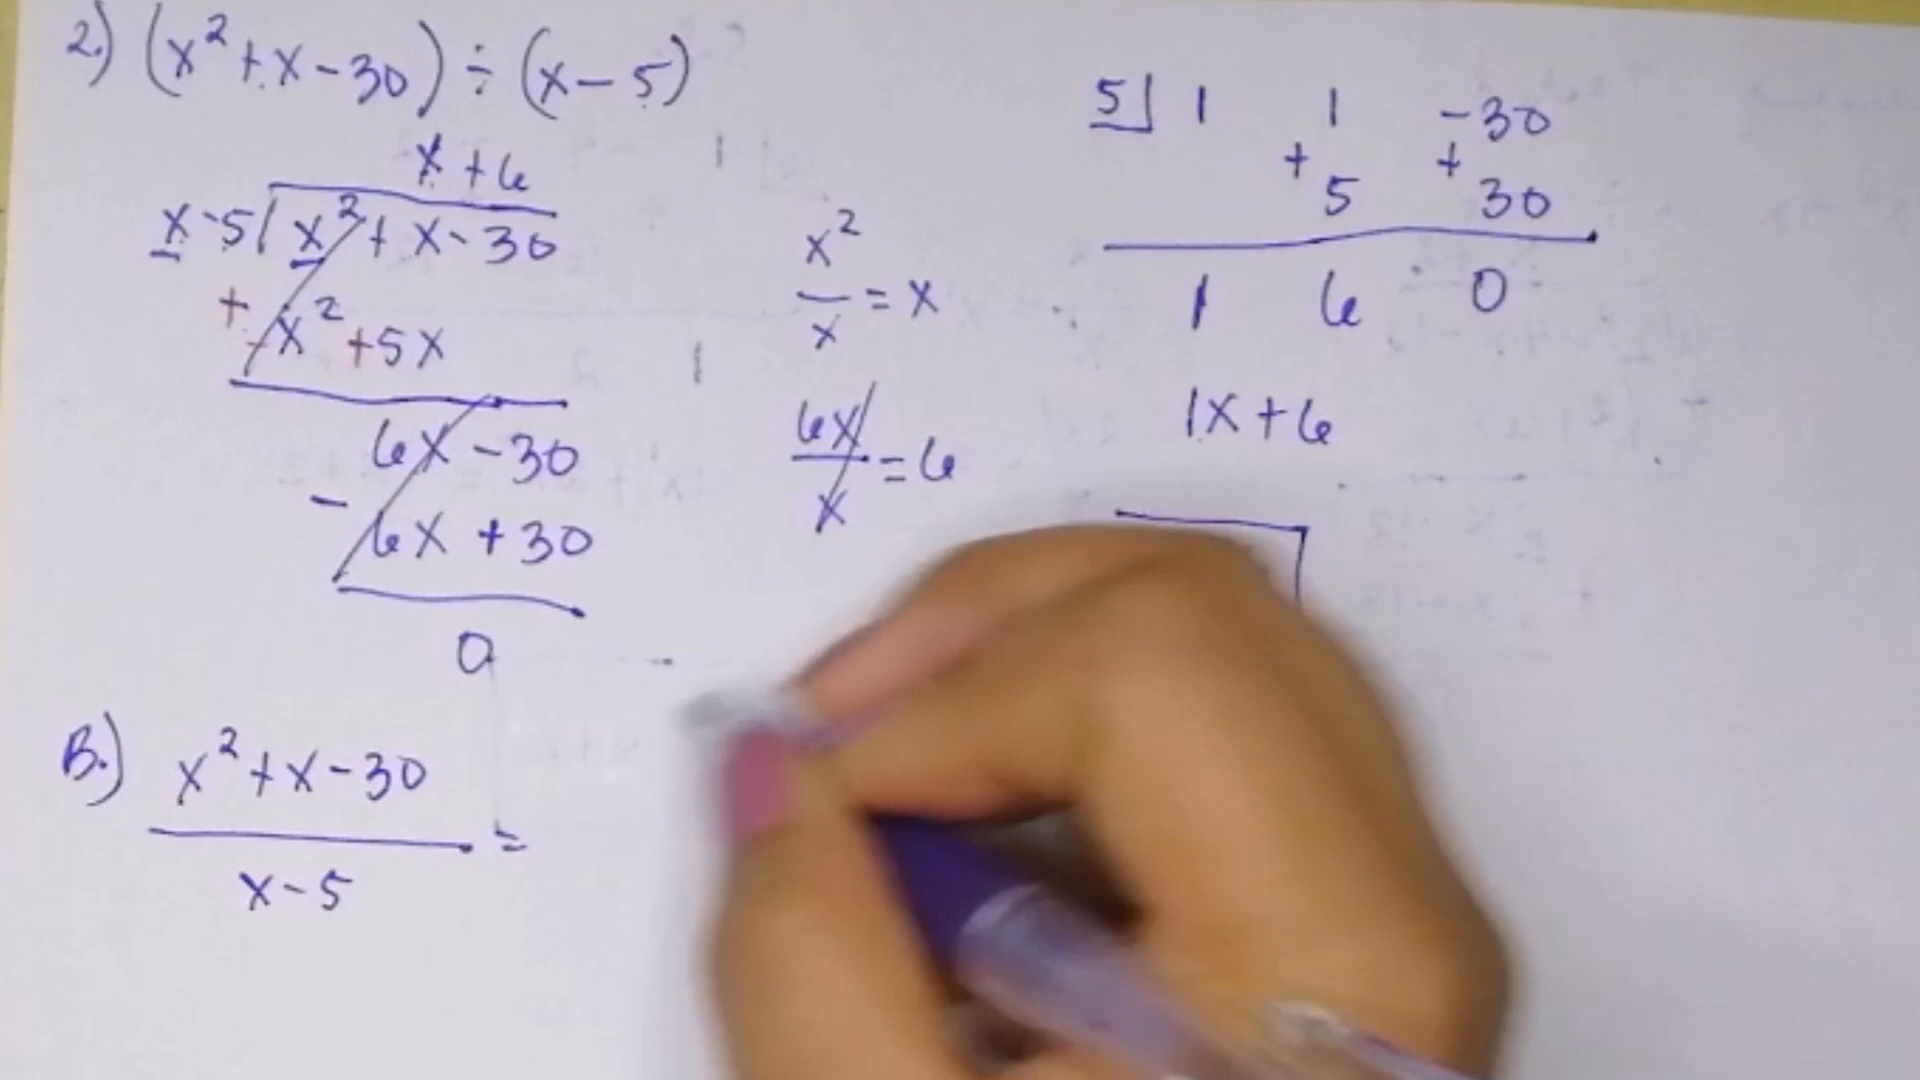 2.) (x² + x - 30) ÷ (x - 5)
x + 6
x - 5 | x² + x - 30
+ - x² + 5x
6x - 30
- 6x + 30
0
x²/x = x
6x/x = 6
5 | 1 1 -30
+ 5 + 30
1 6 0
1x + 6
B.) x² + x - 30
x - 5 =